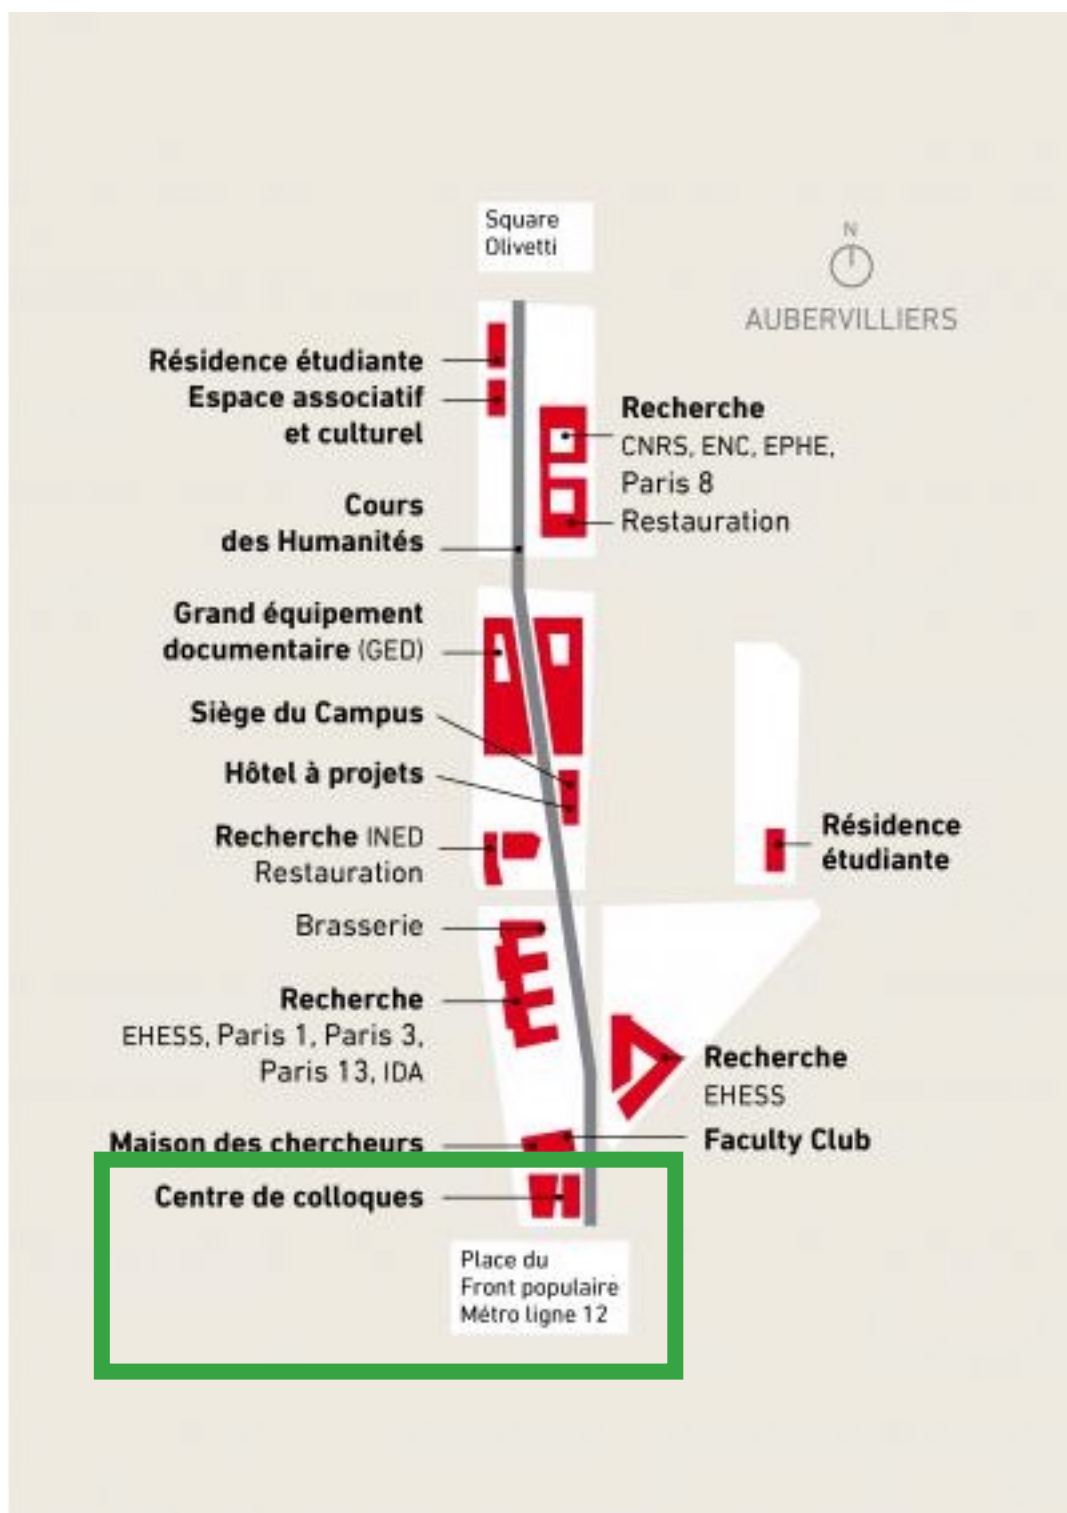 Square
Olivetti
N
AUBERVILLIERS
Résidence étudiante
Espace associatif
et culturel
Recherche
CNRS, ENC, EPHE,
Paris 8
Restauration
Cours
des Humanités
Grand équipement
documentaire (GED)
Siège du Campus
Hôtel à projets
Recherche INED
Restauration
Résidence
étudiante
Brasserie
Recherche
EHESS, Paris 1, Paris 3,
Paris 13, IDA
Recherche
EHESS
Maison des chercheurs
Faculty Club
Centre de colloques
Place du
Front populaire
Métro ligne 12